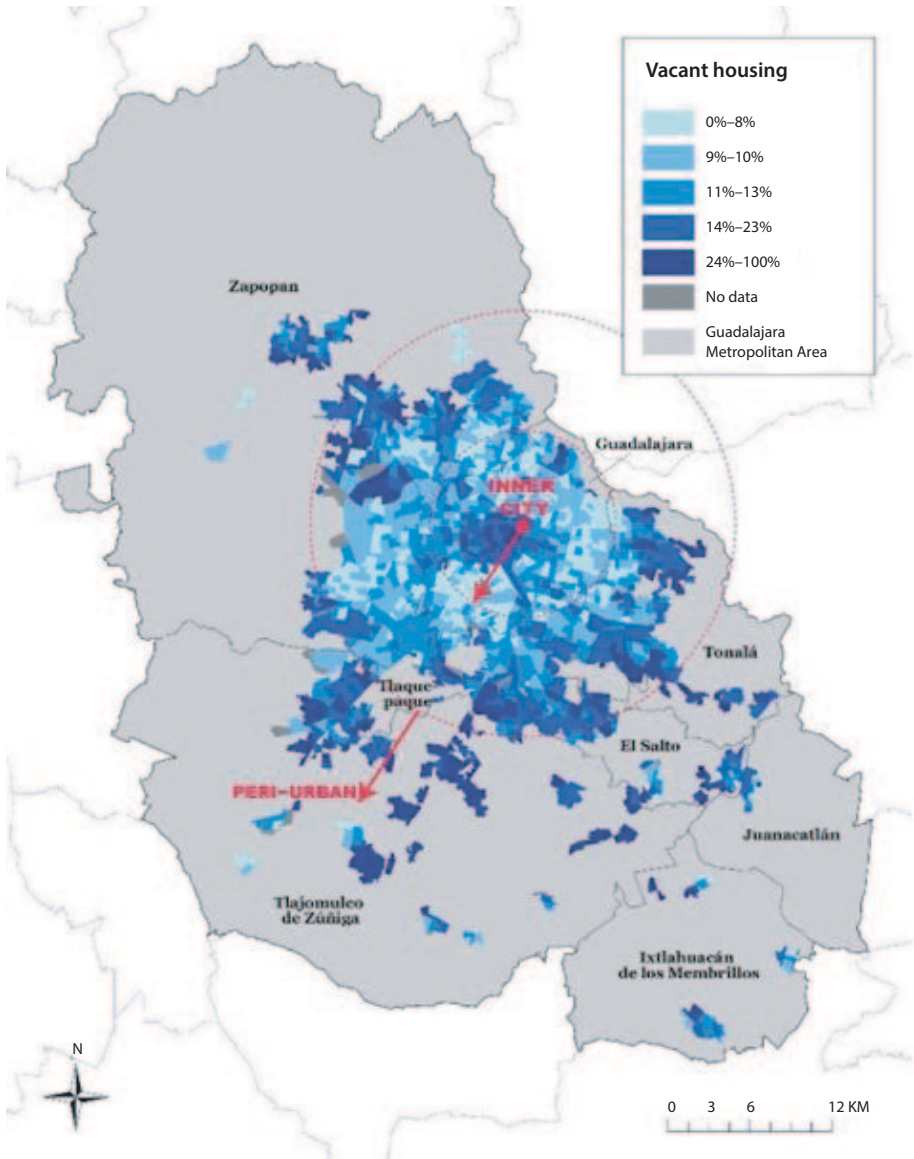 Vacant housing
0%–8%
9%–10%
11%–13%
14%–23%
24%–100%
No data
Guadalajara
Metropolitan Area
Zapopan
Guadalajara
INNER
CITY
Tonalá
Tlaque
paque
El Salto
PERI-URBAN
Juanacatlán
Tlajomulco
de Zúñiga
Ixtlahuacán
de los Membrillos
N
0 3 6 12 KM